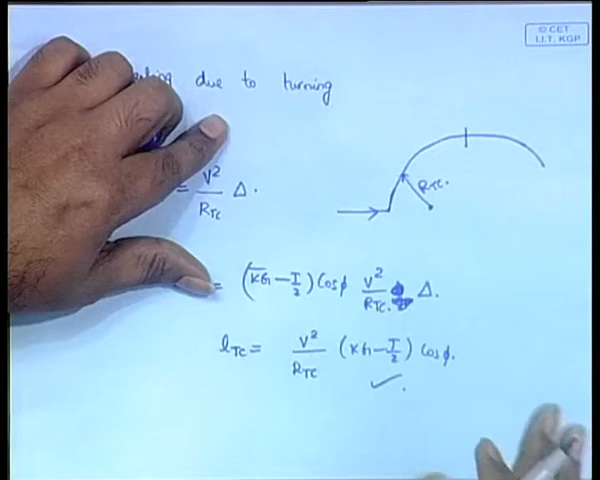 © CET
I.I.T. KGP
due to turning
= V²/R_TC Δ.
R_TC.
= (KG – T/2) Cos φ V²/R_TC. Δ.
l_TC = V²/R_TC (KG – T/2) Cos φ.